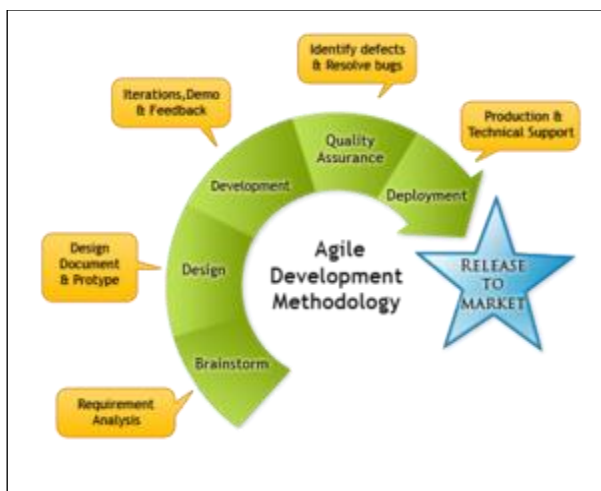 Identify defects
& Resolve bugs
Iterations,Demo
& Feedback
Production &
Technical Support
Quality
Assurance
Development
Deployment
Design
Document
& Protype
Design
Agile
Development
Methodology
RELEASE
TO
MARKET
Brainstorm
Requirement
Analysis